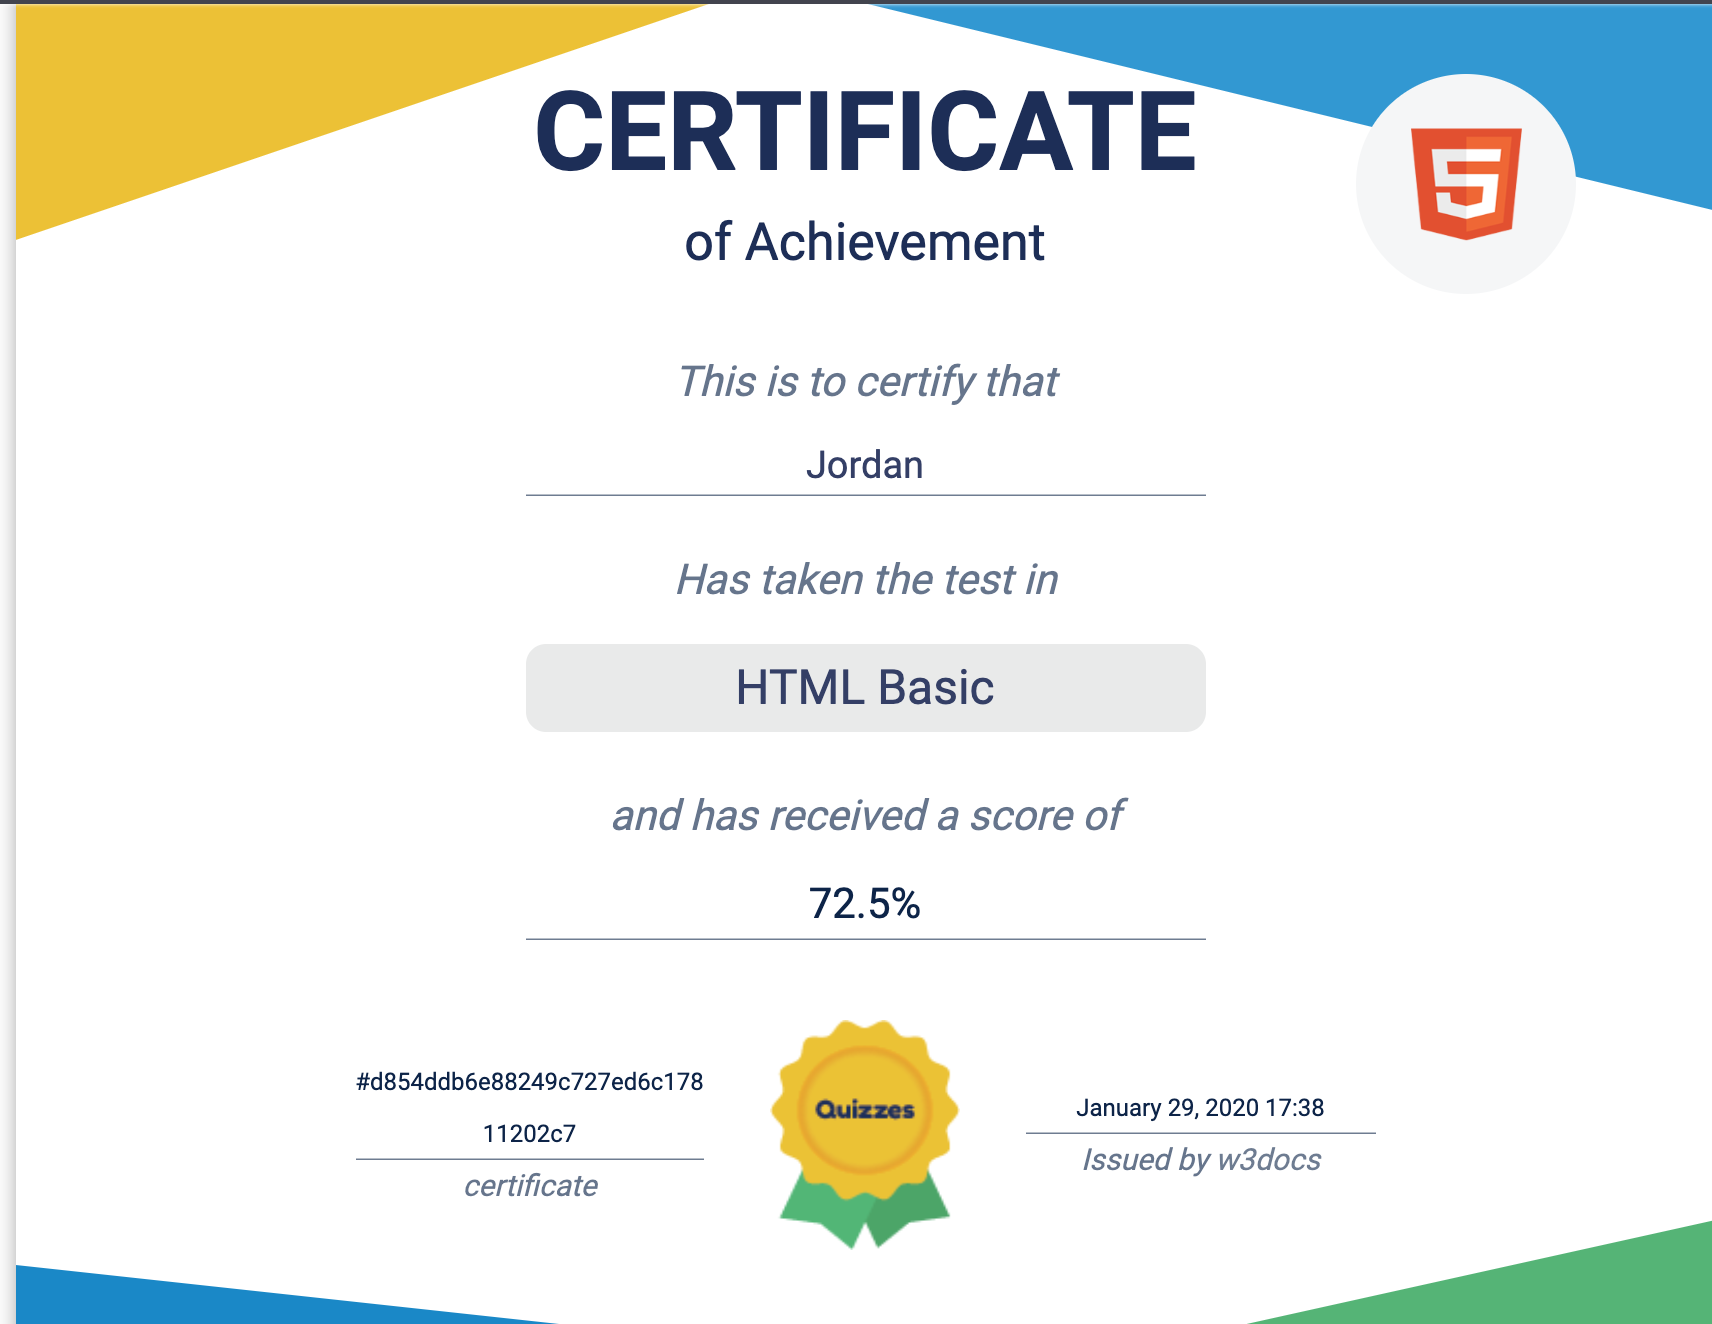 CERTIFICATE
of Achievement
This is to certify that
Jordan
Has taken the test in
HTML Basic
and has received a score of
72.5%
#d854ddb6e88249c727ed6c178
11202c7
certificate
Quizzes
January 29, 2020 17:38
Issued by w3docs